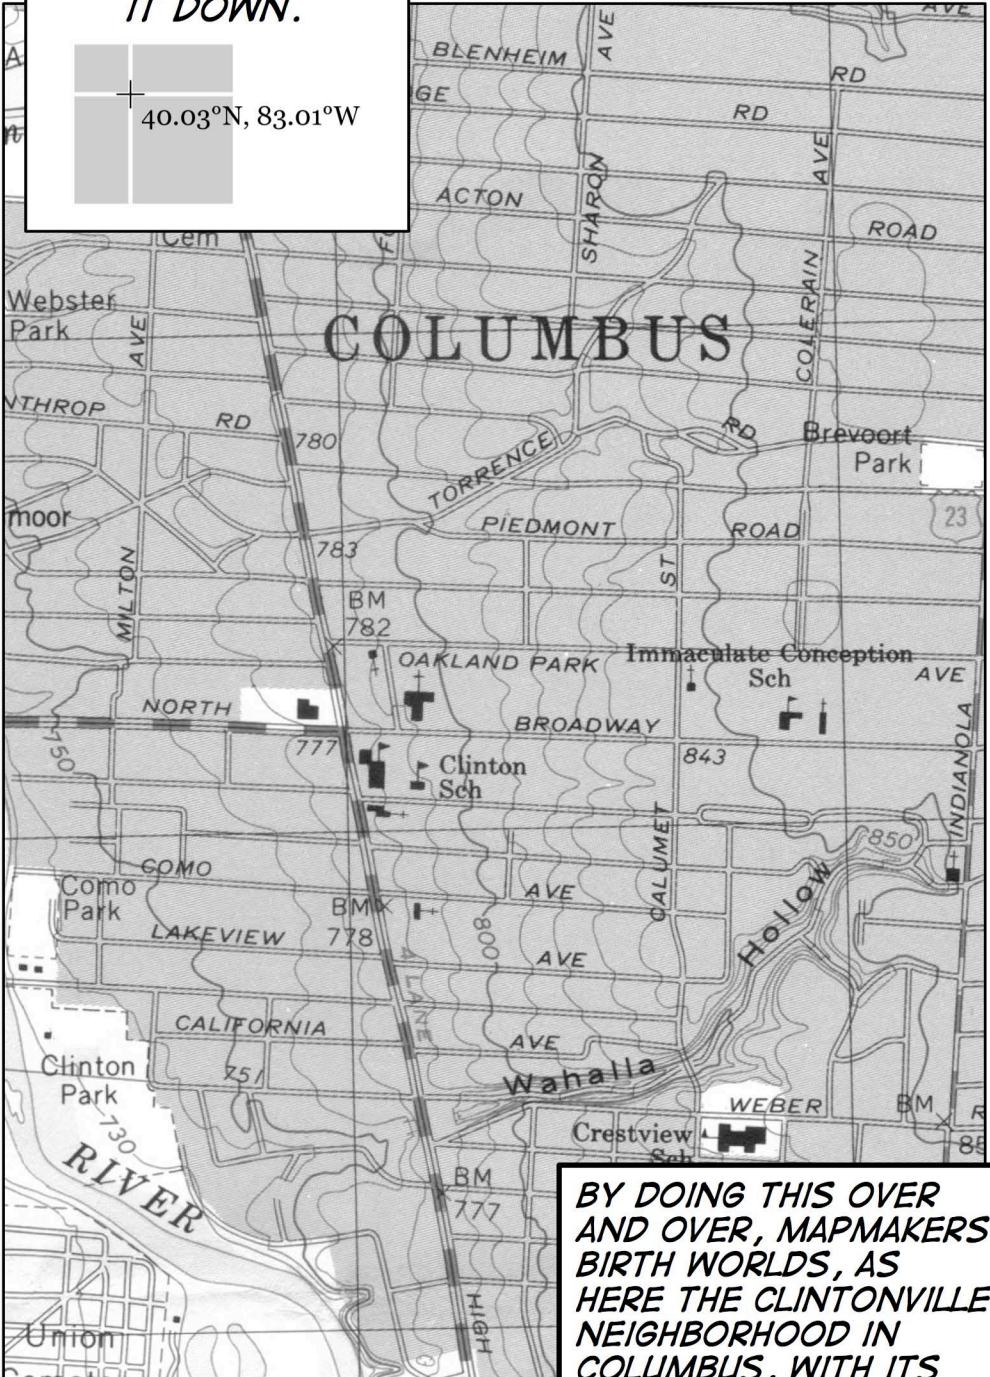 IT DOWN.
40.03°N, 83.01°W
AVE
AVE
BLENHEIM
RD
GE
RD
AVE
ACTON
SHARON
ROAD
Cem
Webster
Park
AVE
COLUMBUS
COLERAIN
NTHROP
RD
780
TORRENCE
RD
Brevoort
Park
moor
783
PIEDMONT
ROAD
23
MILTON
BM
782
ST
OAKLAND PARK
Immaculate Conception
Sch
AVE
NORTH
BROADWAY
777
843
INDIANOLA
750
Clinton
Sch
CALUMET
850
COMO
Como
Park
AVE
BM
778
800
Hollow
LAKEVIEW
AVE
4 LANE
CALIFORNIA
AVE
Clinton
Park
751
Wahalla
WEBER
BM
730
Crestview
Sch
RIVER
BM
777
HIGH
Union
BY DOING THIS OVER
AND OVER, MAPMAKERS
BIRTH WORLDS, AS
HERE THE CLINTONVILLE
NEIGHBORHOOD IN
COLUMBUS, WITH ITS